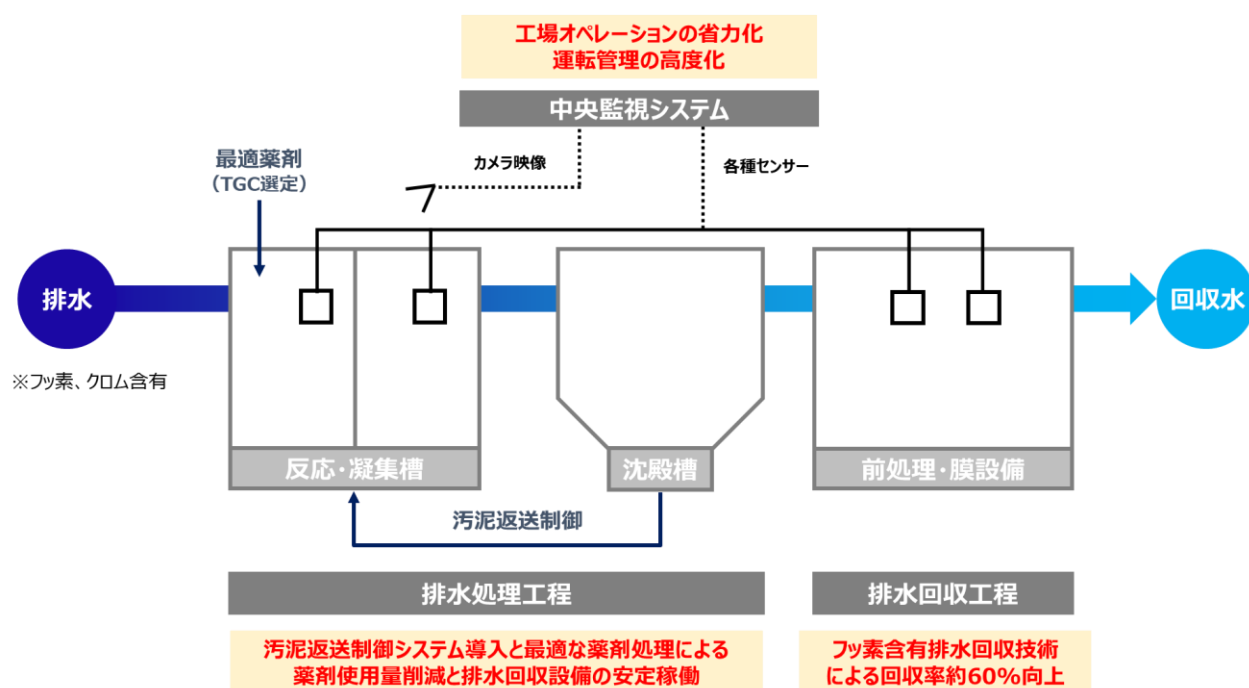 工場オペレーションの省力化
運転管理の高度化
中央監視システム
カメラ映像
各種センサー
最適薬剤
(TGC選定)
排水
回収水
※フッ素、クロム含有
反応・凝集槽
沈殿槽
前処理・膜設備
汚泥返送制御
排水処理工程
排水回収工程
汚泥返送制御システム導入と最適な薬剤処理による
薬剤使用量削減と排水回収設備の安定稼働
フッ素含有排水回収技術
による回収率約60%向上